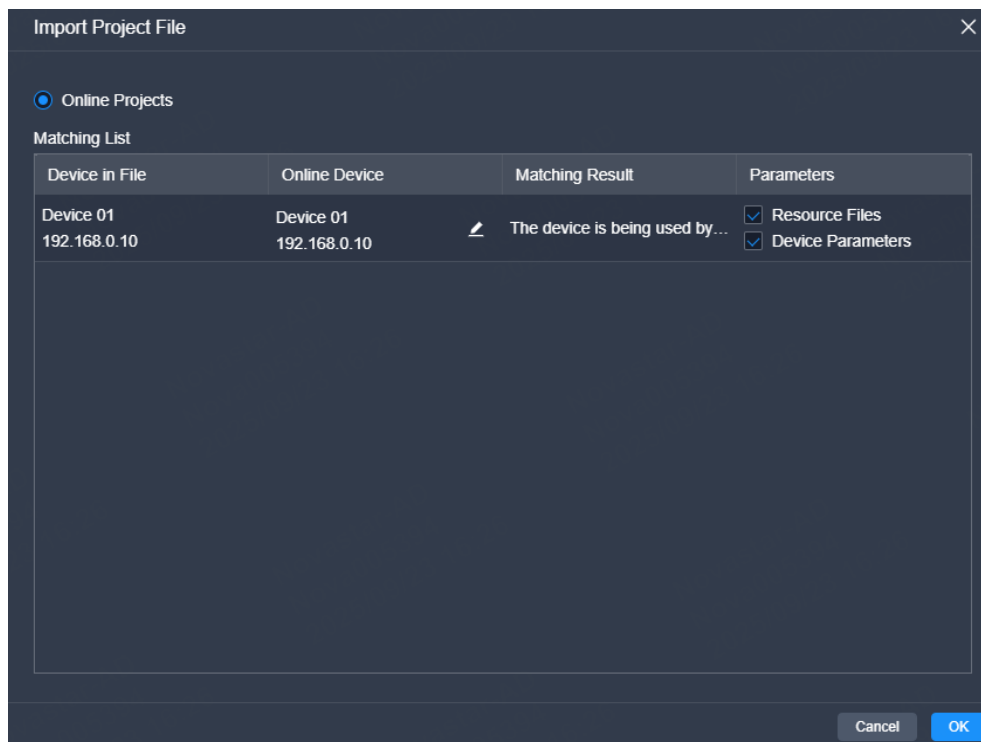 Import Project File
Online Projects
Matching List
Device in File
Online Device
Matching Result
Parameters
Device 01
192.168.0.10
Device 01
192.168.0.10
The device is being used by...
Resource Files
Device Parameters
Cancel
OK